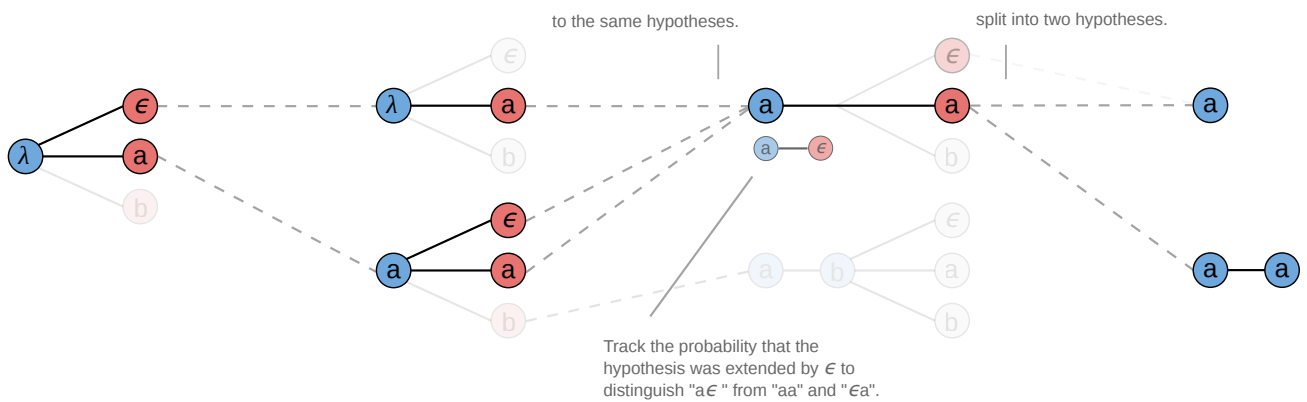 to the same hypotheses.
split into two hypotheses.
ϵ ϵ
λ ϵ λ a a a a
λ a b a ϵ b
b
a ϵ ϵ
a a a b a a a
b b
Track the probability that the
hypothesis was extended by ϵ to
distinguish "aϵ " from "aa" and "ϵa".